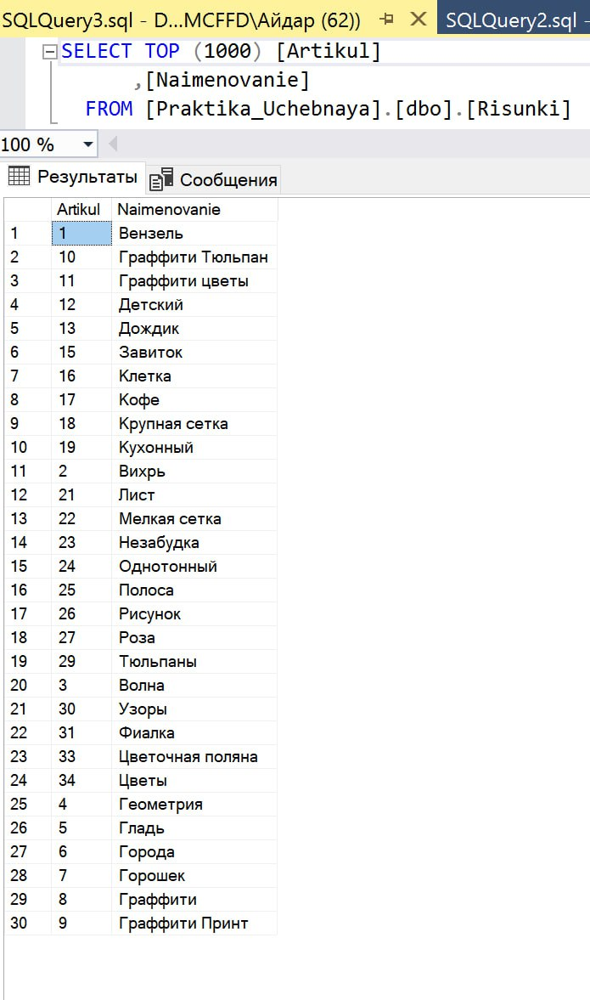 SQLQuery3.sql - D...MCFFD\Айдар (62)) SQLQuery2.sql -
SELECT TOP (1000) [Artikul]
,[Naimenovanie]
FROM [Praktika_Uchebnaya].[dbo].[Risunki]
100 %
Результаты Сообщения
Artikul Naimenovanie
1 1 Вензель
2 10 Граффити Тюльпан
3 11 Граффити цветы
4 12 Детский
5 13 Дождик
6 15 Завиток
7 16 Клетка
8 17 Кофе
9 18 Крупная сетка
10 19 Кухонный
11 2 Вихрь
12 21 Лист
13 22 Мелкая сетка
14 23 Незабудка
15 24 Однотонный
16 25 Полоса
17 26 Рисунок
18 27 Роза
19 29 Тюльпаны
20 3 Волна
21 30 Узоры
22 31 Фиалка
23 33 Цветочная поляна
24 34 Цветы
25 4 Геометрия
26 5 Гладь
27 6 Города
28 7 Горошек
29 8 Граффити
30 9 Граффити Принт